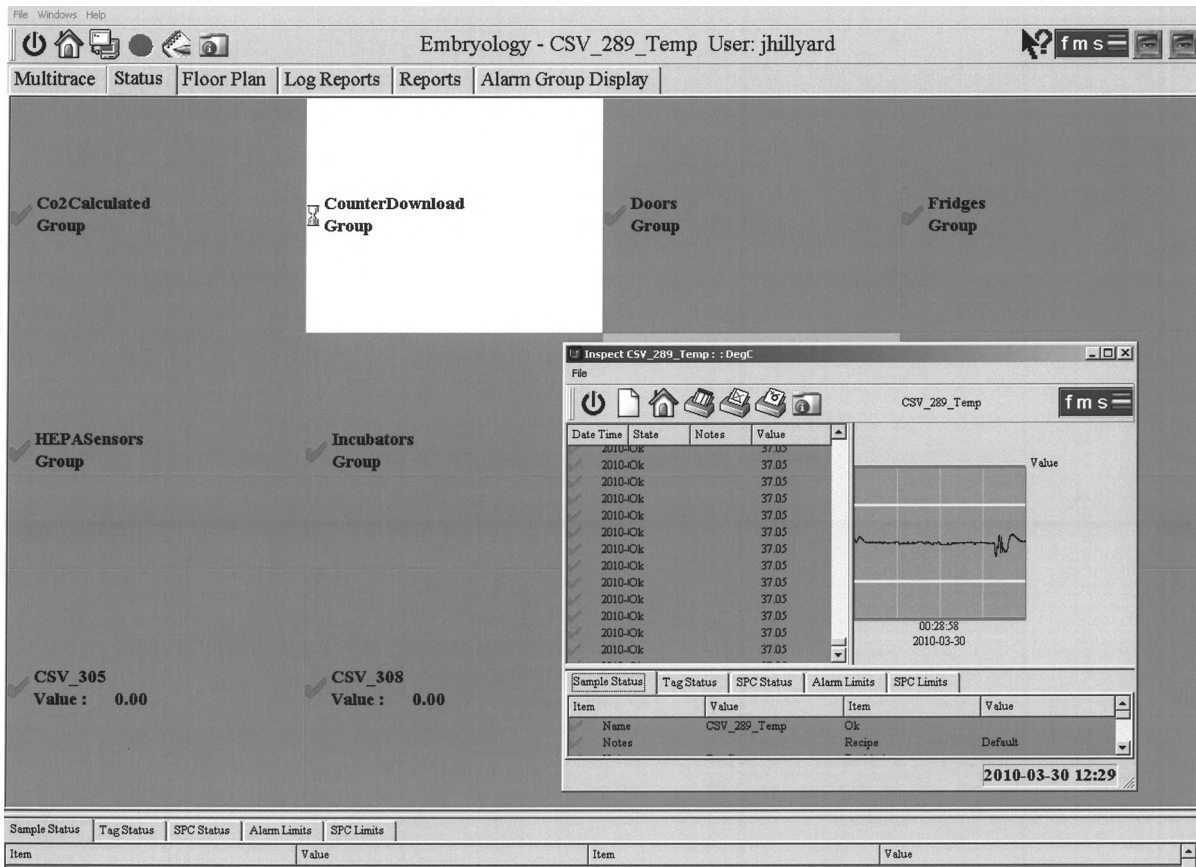 File Windows Help
Embryology - CSV_289_Temp User: jhillyard
fms
Multitrace Status Floor Plan Log Reports Reports Alarm Group Display
Co2Calculated
Group
CounterDownload
Group
Doors
Group
Fridges
Group
HEPASensors
Group
Incubators
Group
CSV_305
Value : 0.00
CSV_308
Value : 0.00
Inspect CSV_289_Temp : : DegC
File
CSV_289_Temp
fms
Date Time State Notes Value
2010- Ok 37.05
2010- Ok 37.05
2010- Ok 37.05
2010- Ok 37.05
2010- Ok 37.05
2010- Ok 37.05
2010- Ok 37.05
2010- Ok 37.05
2010- Ok 37.05
2010- Ok 37.05
2010- Ok 37.05
2010- Ok 37.05
2010- Ok 37.05
Value
00:28:58
2010-03-30
Sample Status Tag Status SPC Status Alarm Limits SPC Limits
Item Value Item Value
Name CSV_289_Temp Ok
Notes Recipe Default
2010-03-30 12:29
Sample Status Tag Status SPC Status Alarm Limits SPC Limits
Item Value Item Value